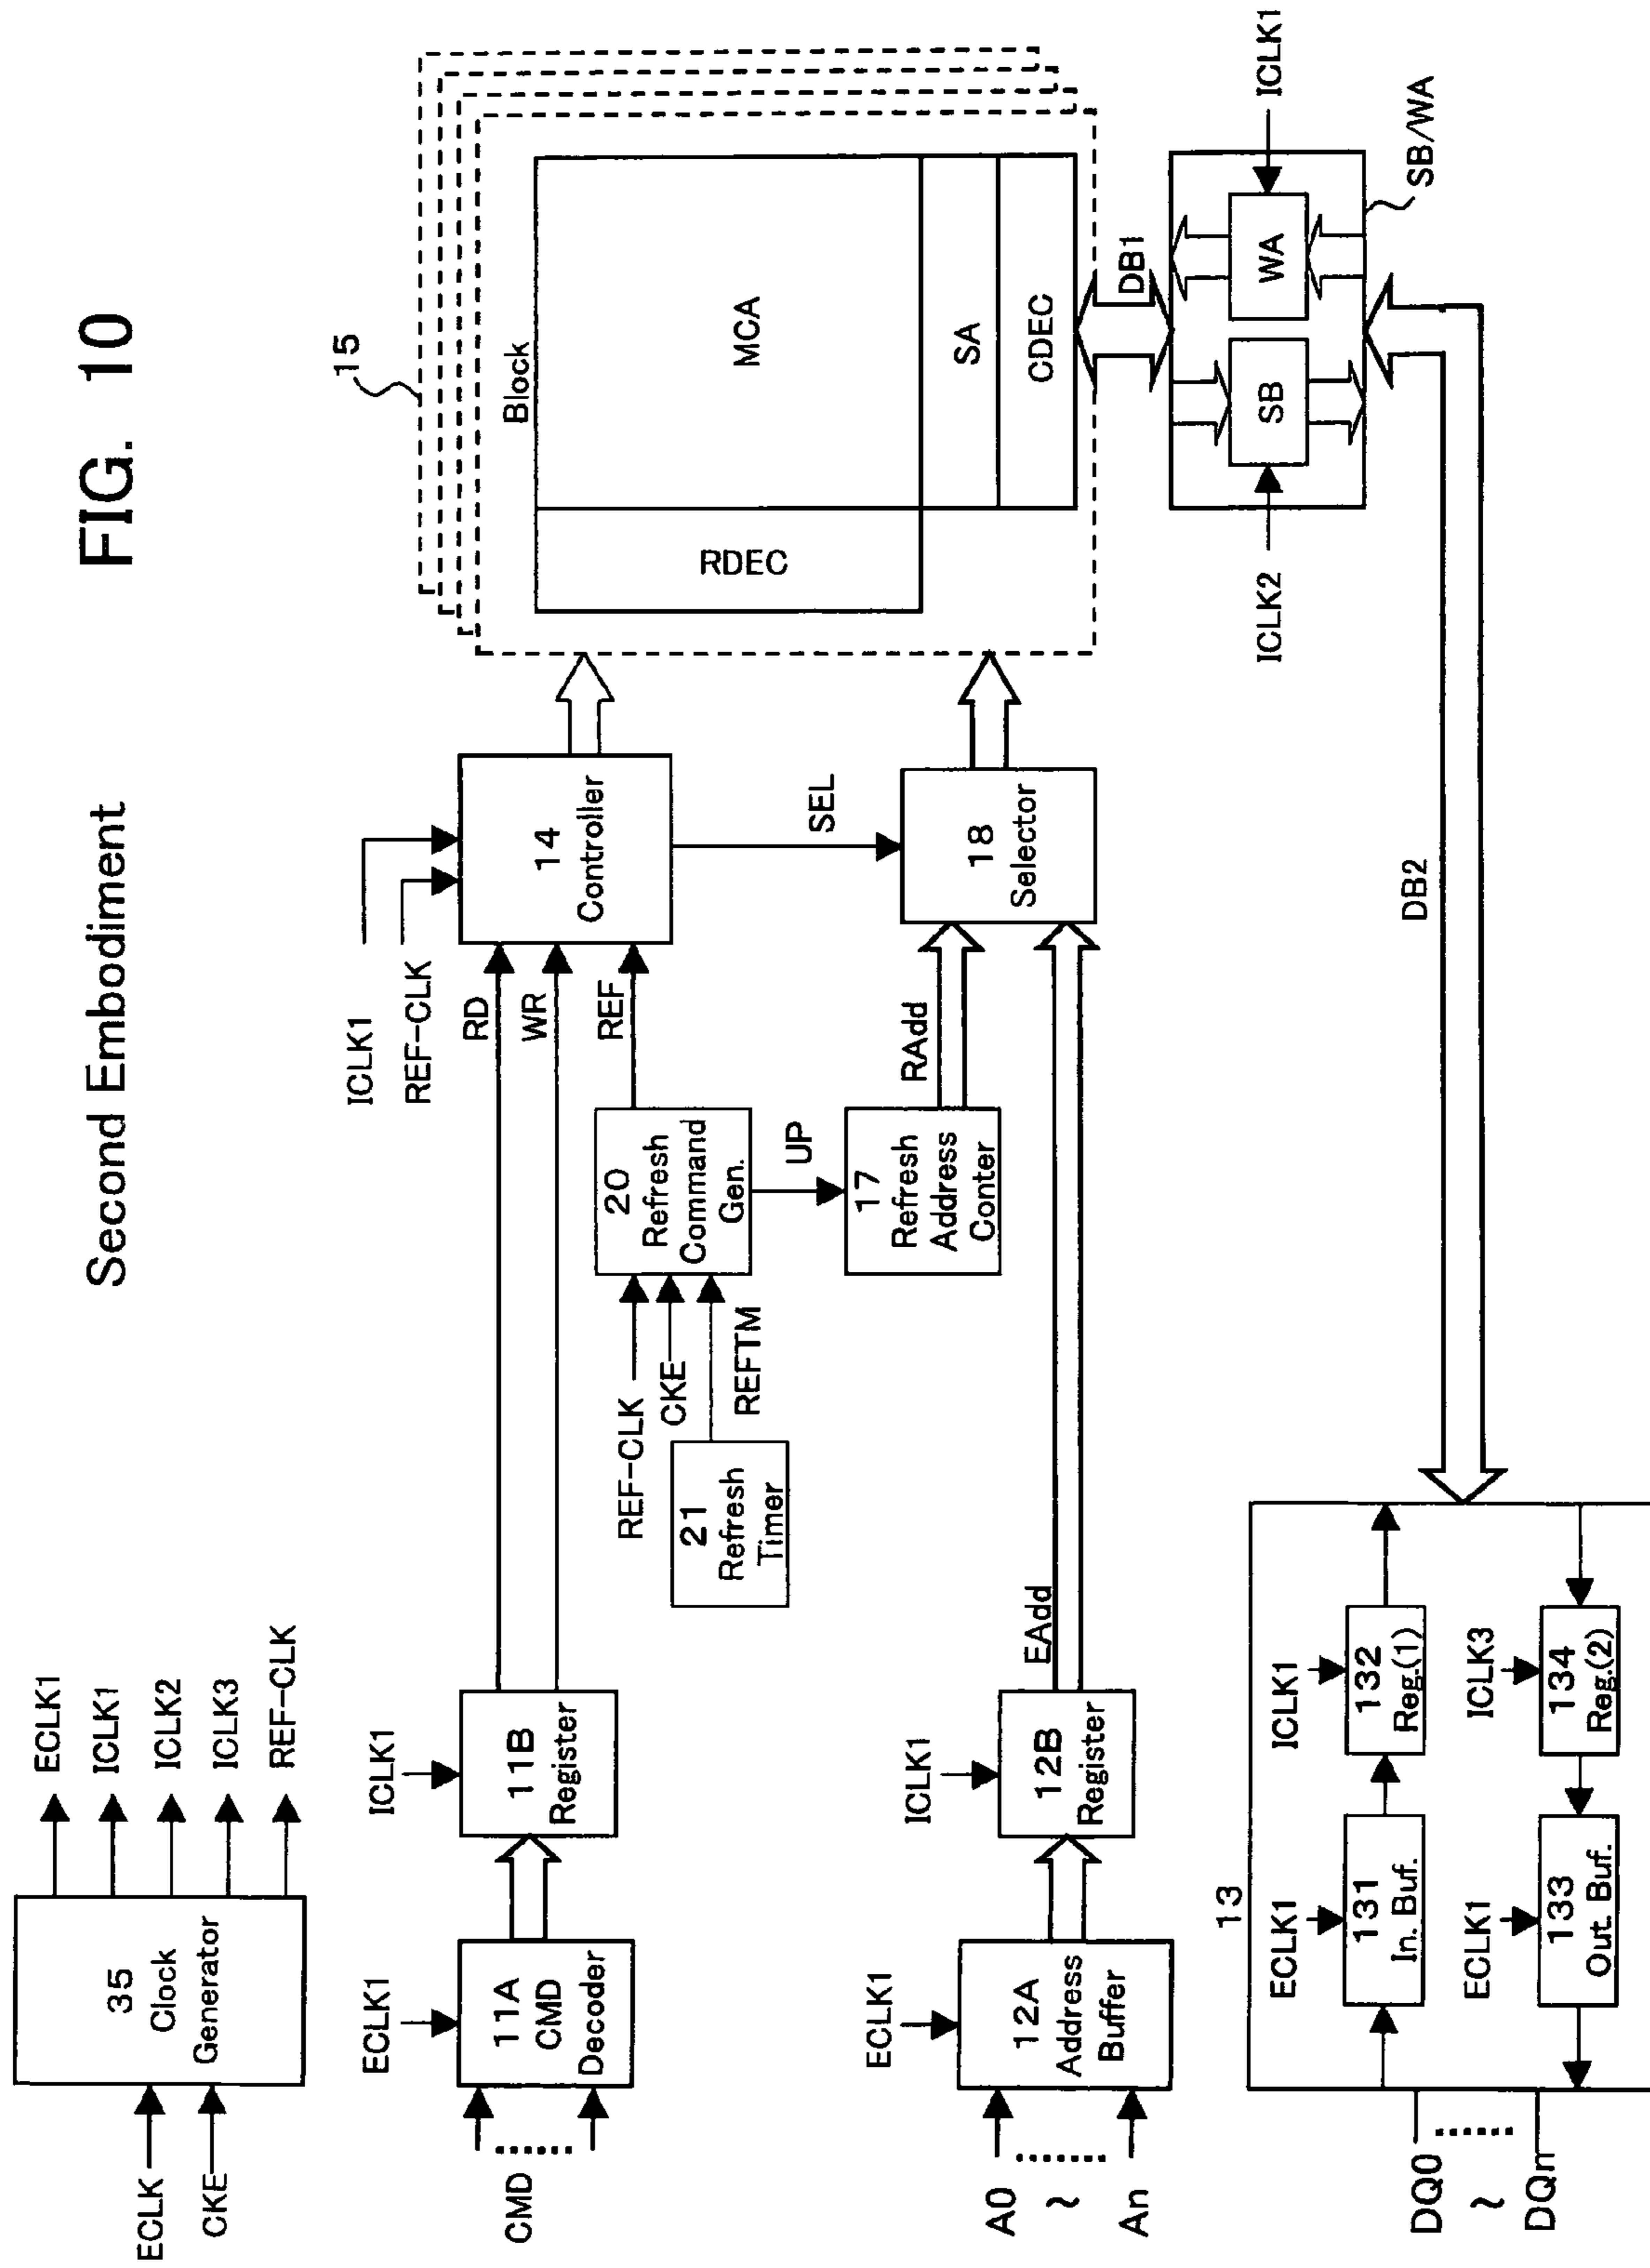 FIG. 10
Second Embodiment
ECLK
CKE
35
Clock
Generator
ECLK1
ICLK1
ICLK2
ICLK3
REF-CLK
CMD
ECLK1
11A
CMD
Decoder
ICLK1
11B
Register
RD
WR
REF
ICLK1
REF-CLK
14
Controller
SEL
15
Block
RDEC
MCA
SA
CDEC
21
Refresh
Timer
REF-CLK
CKE
REFTM
20
Refresh
Command
Gen.
UP
17
Refresh
Address
Conter
RAdd
18
Selector
A0
~
An
ECLK1
12A
Address
Buffer
ICLK1
12B
Register
EAdd
DB1
ICLK2
SB
WA
ICLK1
SB/WA
DB2
13
DQ0
~
DQn
ECLK1
131
In. Buf.
ICLK1
132
Reg.(1)
ECLK1
133
Out. Buf.
ICLK3
134
Reg.(2)